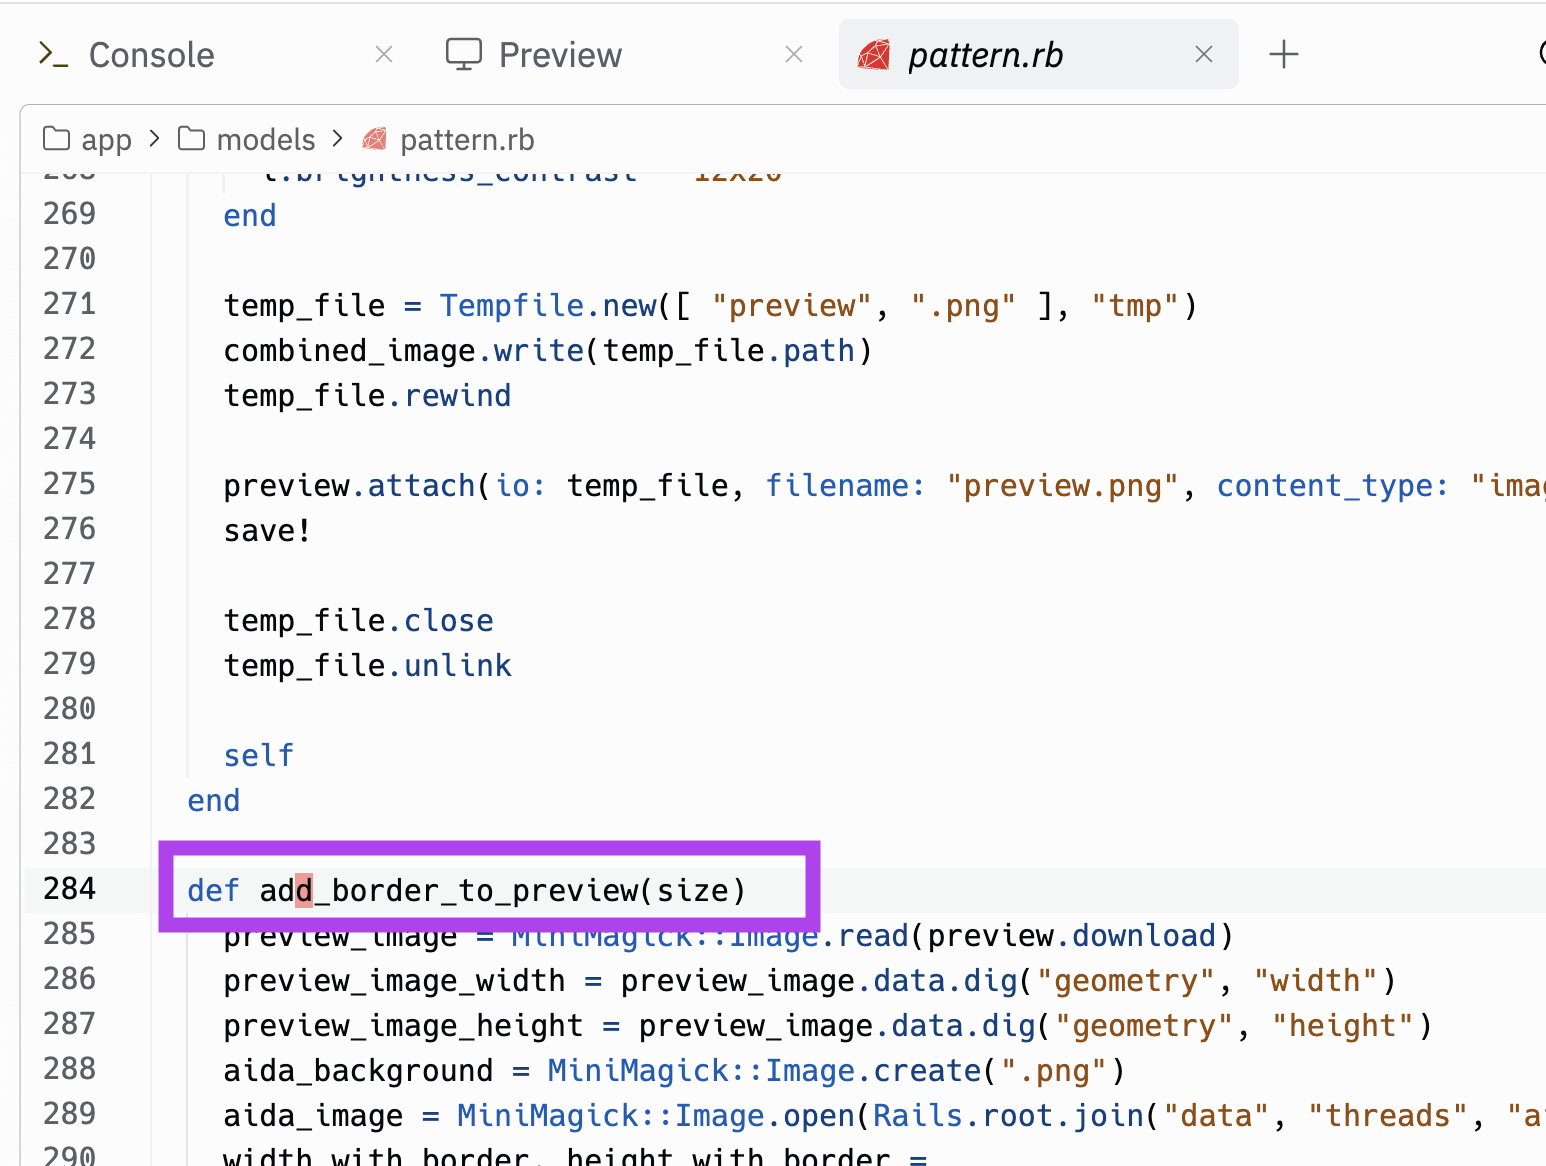 >_ Console
Preview
pattern.rb
app > models > pattern.rb
268 l.brightness_contrast "12x20"
269 end
270
271 temp_file = Tempfile.new([ "preview", ".png" ], "tmp")
272 combined_image.write(temp_file.path)
273 temp_file.rewind
274
275 preview.attach(io: temp_file, filename: "preview.png", content_type: "imag
276 save!
277
278 temp_file.close
279 temp_file.unlink
280
281 self
282 end
283
284 def add_border_to_preview(size)
285 preview_image = MiniMagick::Image.read(preview.download)
286 preview_image_width = preview_image.data.dig("geometry", "width")
287 preview_image_height = preview_image.data.dig("geometry", "height")
288 aida_background = MiniMagick::Image.create(".png")
289 aida_image = MiniMagick::Image.open(Rails.root.join("data", "threads", "a
290 width_with_border, height_with_border =